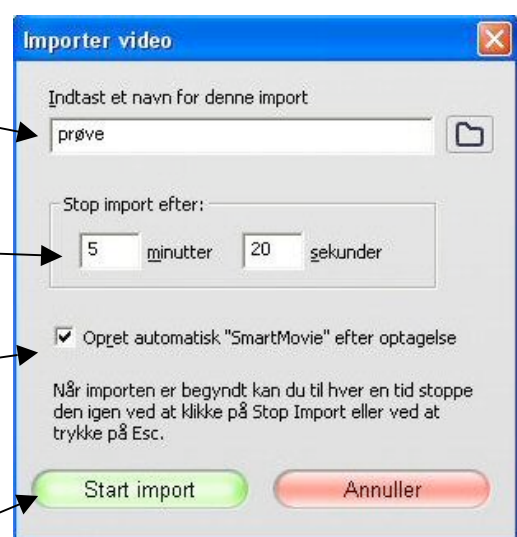 Importer video
Indtast et navn for denne import
prøve
Stop import efter:
5 minutter 20 sekunder
Opret automatisk "SmartMovie" efter optagelse
Når importen er begyndt kan du til hver en tid stoppe
den igen ved at klikke på Stop Import eller ved at
trykke på Esc.
Start import Annuller